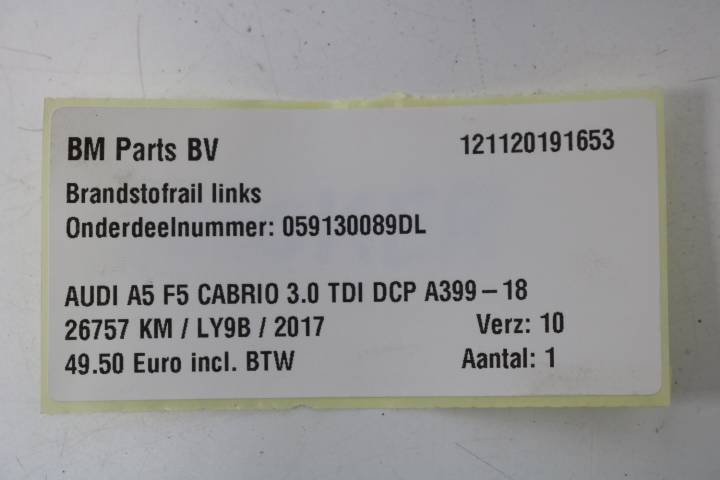 BM Parts BV 121120191653
Brandstofrail links
Onderdeelnummer: 059130089DL
AUDI A5 F5 CABRIO 3.0 TDI DCP A399-18
26757 KM / LY9B / 2017 Verz: 10
49.50 Euro incl. BTW Aantal: 1